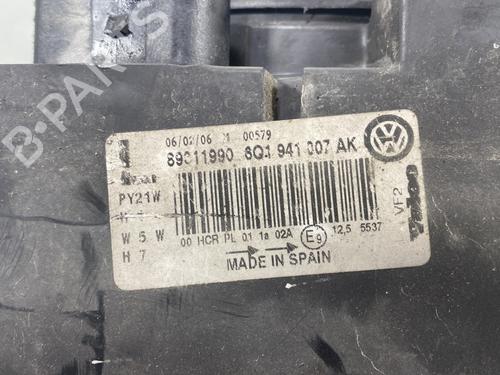 B-PARTS
06/02/06 M 00579
89311990 6Q1 941 007 AK
PY21W
H 1
W 5 W
H 7
00 HCR PL 01 1a 02A E9 12,5 5537
MADE IN SPAIN
VF2
Valeo